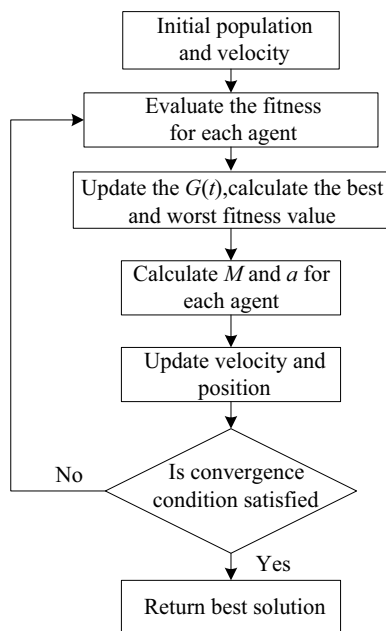 Initial population
and velocity
Evaluate the fitness
for each agent
Update the G(t),calculate the best
and worst fitness value
Calculate M and a for
each agent
Update velocity and
position
No
Is convergence
condition satisfied
Yes
Return best solution